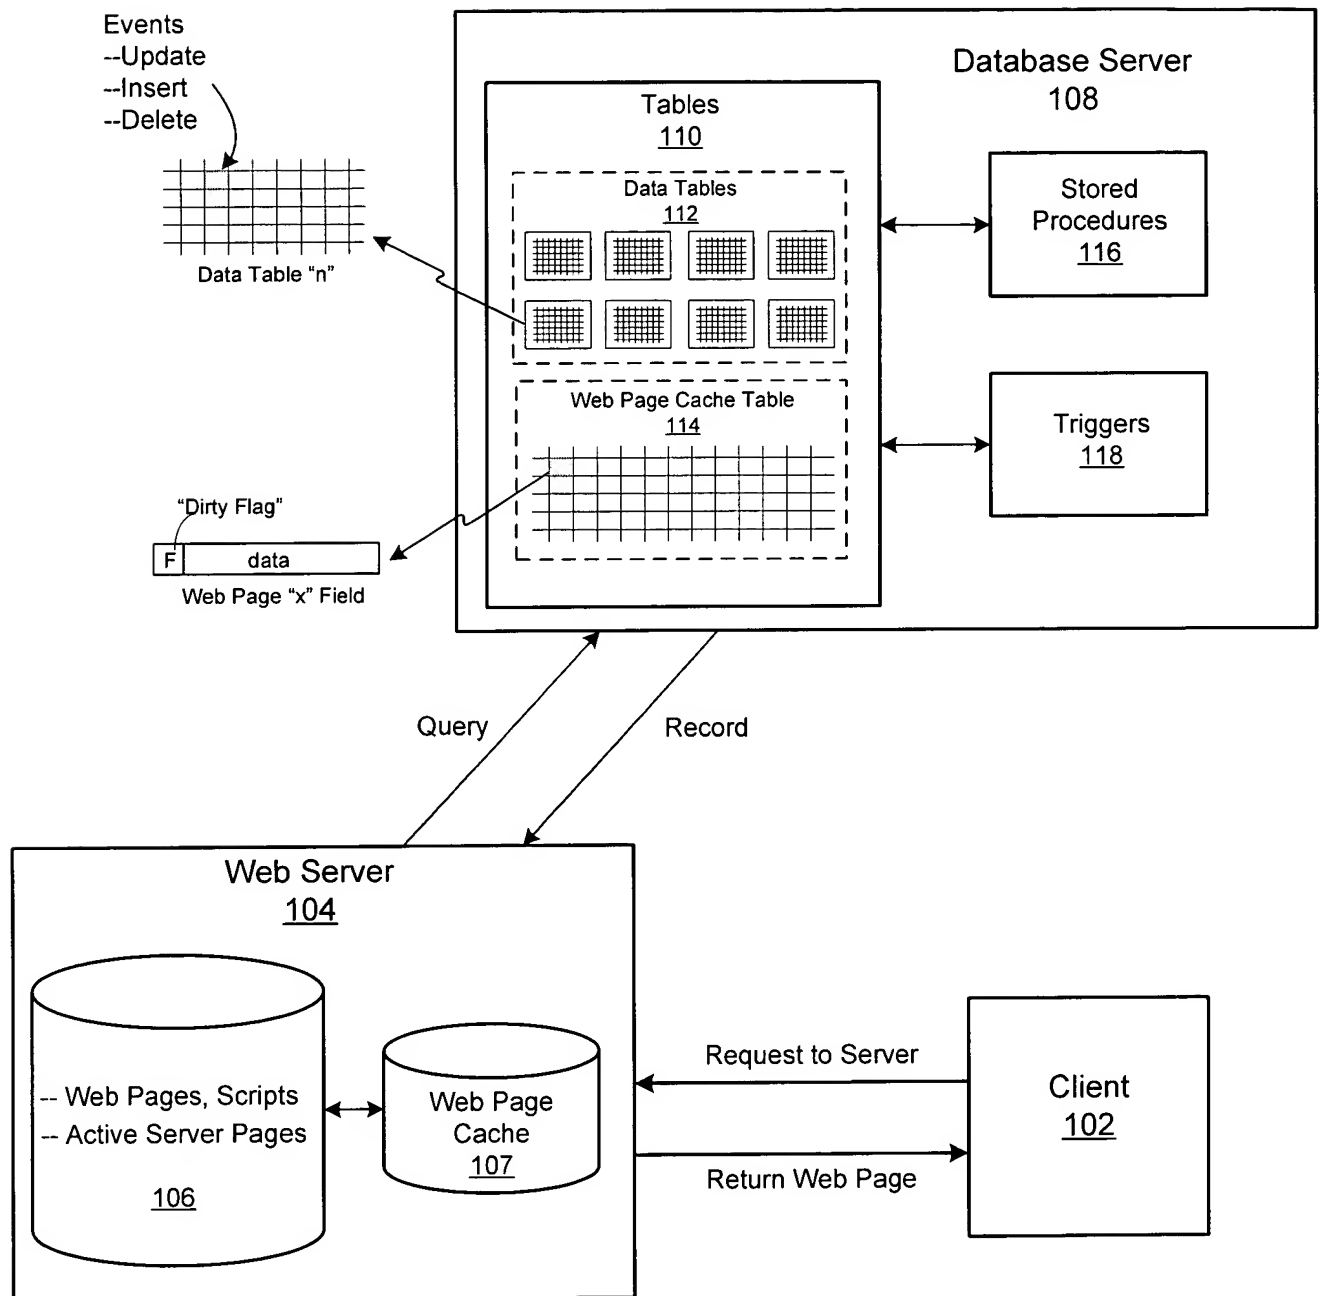 Events
--Update
--Insert
--Delete
Data Table “n”
“Dirty Flag”
F
data
Web Page “x” Field
Database Server
108
Tables
110
Data Tables
112
Web Page Cache Table
114
Stored
Procedures
116
Triggers
118
Query
Record
Web Server
104
-- Web Pages, Scripts
-- Active Server Pages
106
Web Page
Cache
107
Request to Server
Return Web Page
Client
102